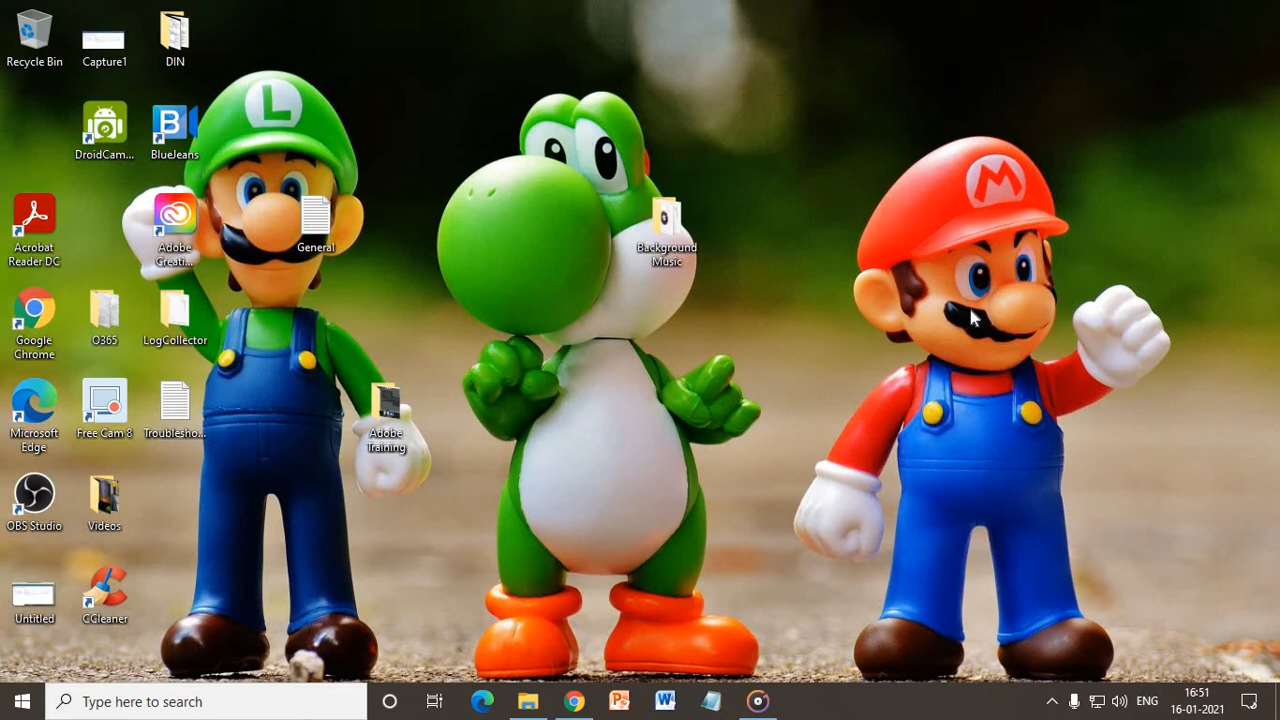 Recycle Bin
Capture1
DIN
DroidCam...
BlueJeans
Acrobat
Reader DC
Adobe
Creati...
General
Background
Music
Google
Chrome
O365
LogCollector
Microsoft
Edge
Free Cam 8
Troublesho...
Adobe
Training
OBS Studio
Videos
Untitled
CCleaner
L
M
B
Type here to search
ENG
16:51
16-01-2021